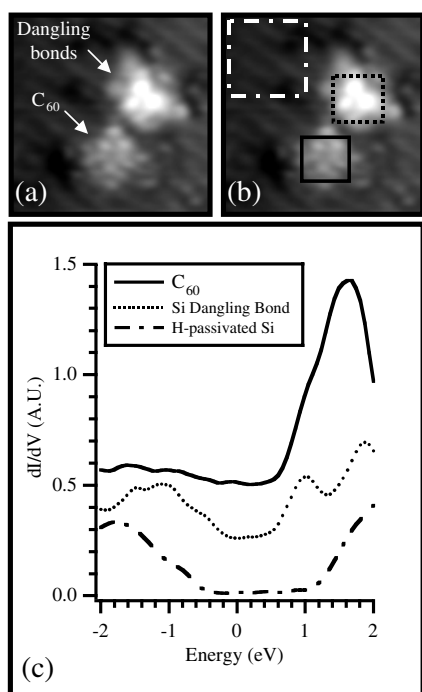 Dangling
bonds
C60
(a)
(b)
C60
Si Dangling Bond
H-passivated Si
1.5
1.0
0.5
0.0
dI/dV (A.U.)
-2
-1
0
1
2
Energy (eV)
(c)